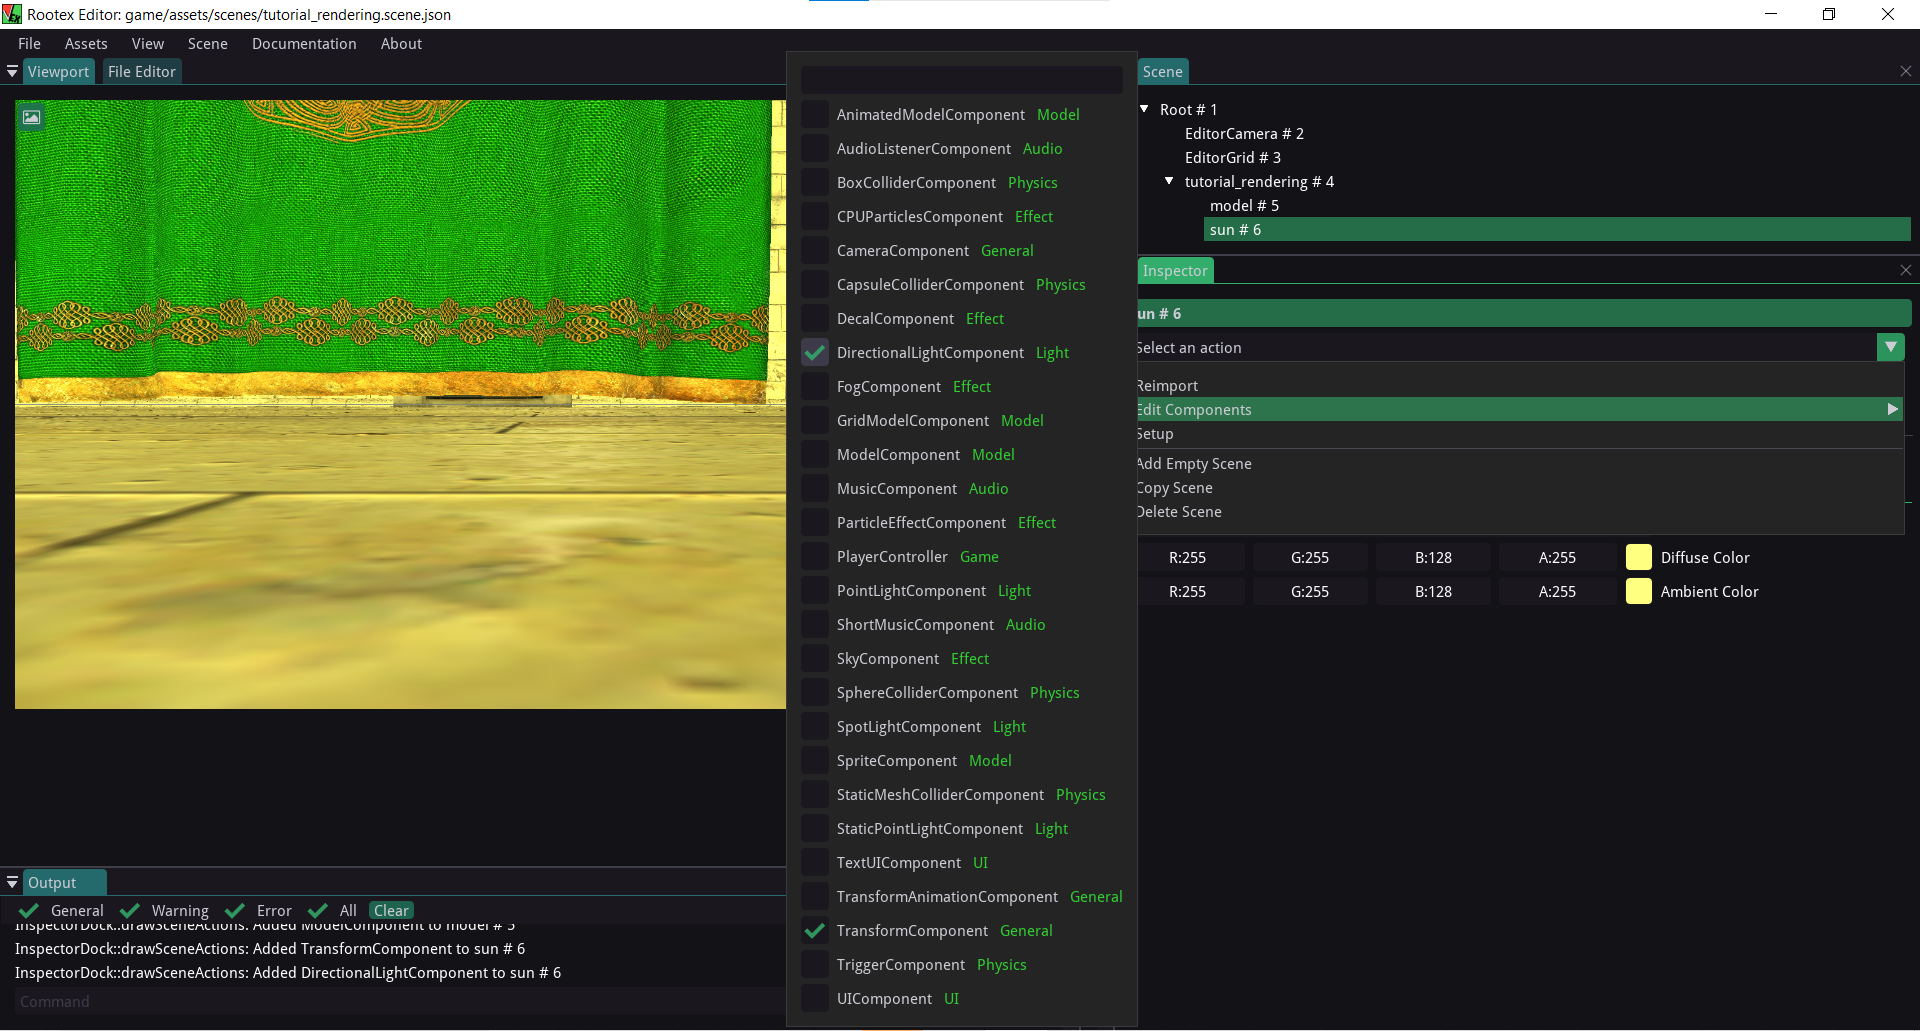 Rootex Editor: game/assets/scenes/tutorial_rendering.scene.json
File Assets View Scene Documentation About
Viewport File Editor
AnimatedModelComponent Model
AudioListenerComponent Audio
BoxColliderComponent Physics
CPUParticlesComponent Effect
CameraComponent General
CapsuleColliderComponent Physics
DecalComponent Effect
DirectionalLightComponent Light
FogComponent Effect
GridModelComponent Model
ModelComponent Model
MusicComponent Audio
ParticleEffectComponent Effect
PlayerController Game
PointLightComponent Light
ShortMusicComponent Audio
SkyComponent Effect
SphereColliderComponent Physics
SpotLightComponent Light
SpriteComponent Model
StaticMeshColliderComponent Physics
StaticPointLightComponent Light
TextUIComponent UI
TransformAnimationComponent General
TransformComponent General
TriggerComponent Physics
UIComponent UI
Scene
Root # 1
EditorCamera # 2
EditorGrid # 3
tutorial_rendering # 4
model # 5
sun # 6
Inspector
un # 6
Select an action
Reimport
Edit Components
Setup
Add Empty Scene
Copy Scene
Delete Scene
R:255 G:255 B:128 A:255 Diffuse Color
R:255 G:255 B:128 A:255 Ambient Color
Output
General Warning Error All Clear
InspectorDock::drawSceneActions: Added ModelComponent to model # 5
InspectorDock::drawSceneActions: Added TransformComponent to sun # 6
InspectorDock::drawSceneActions: Added DirectionalLightComponent to sun # 6
Command